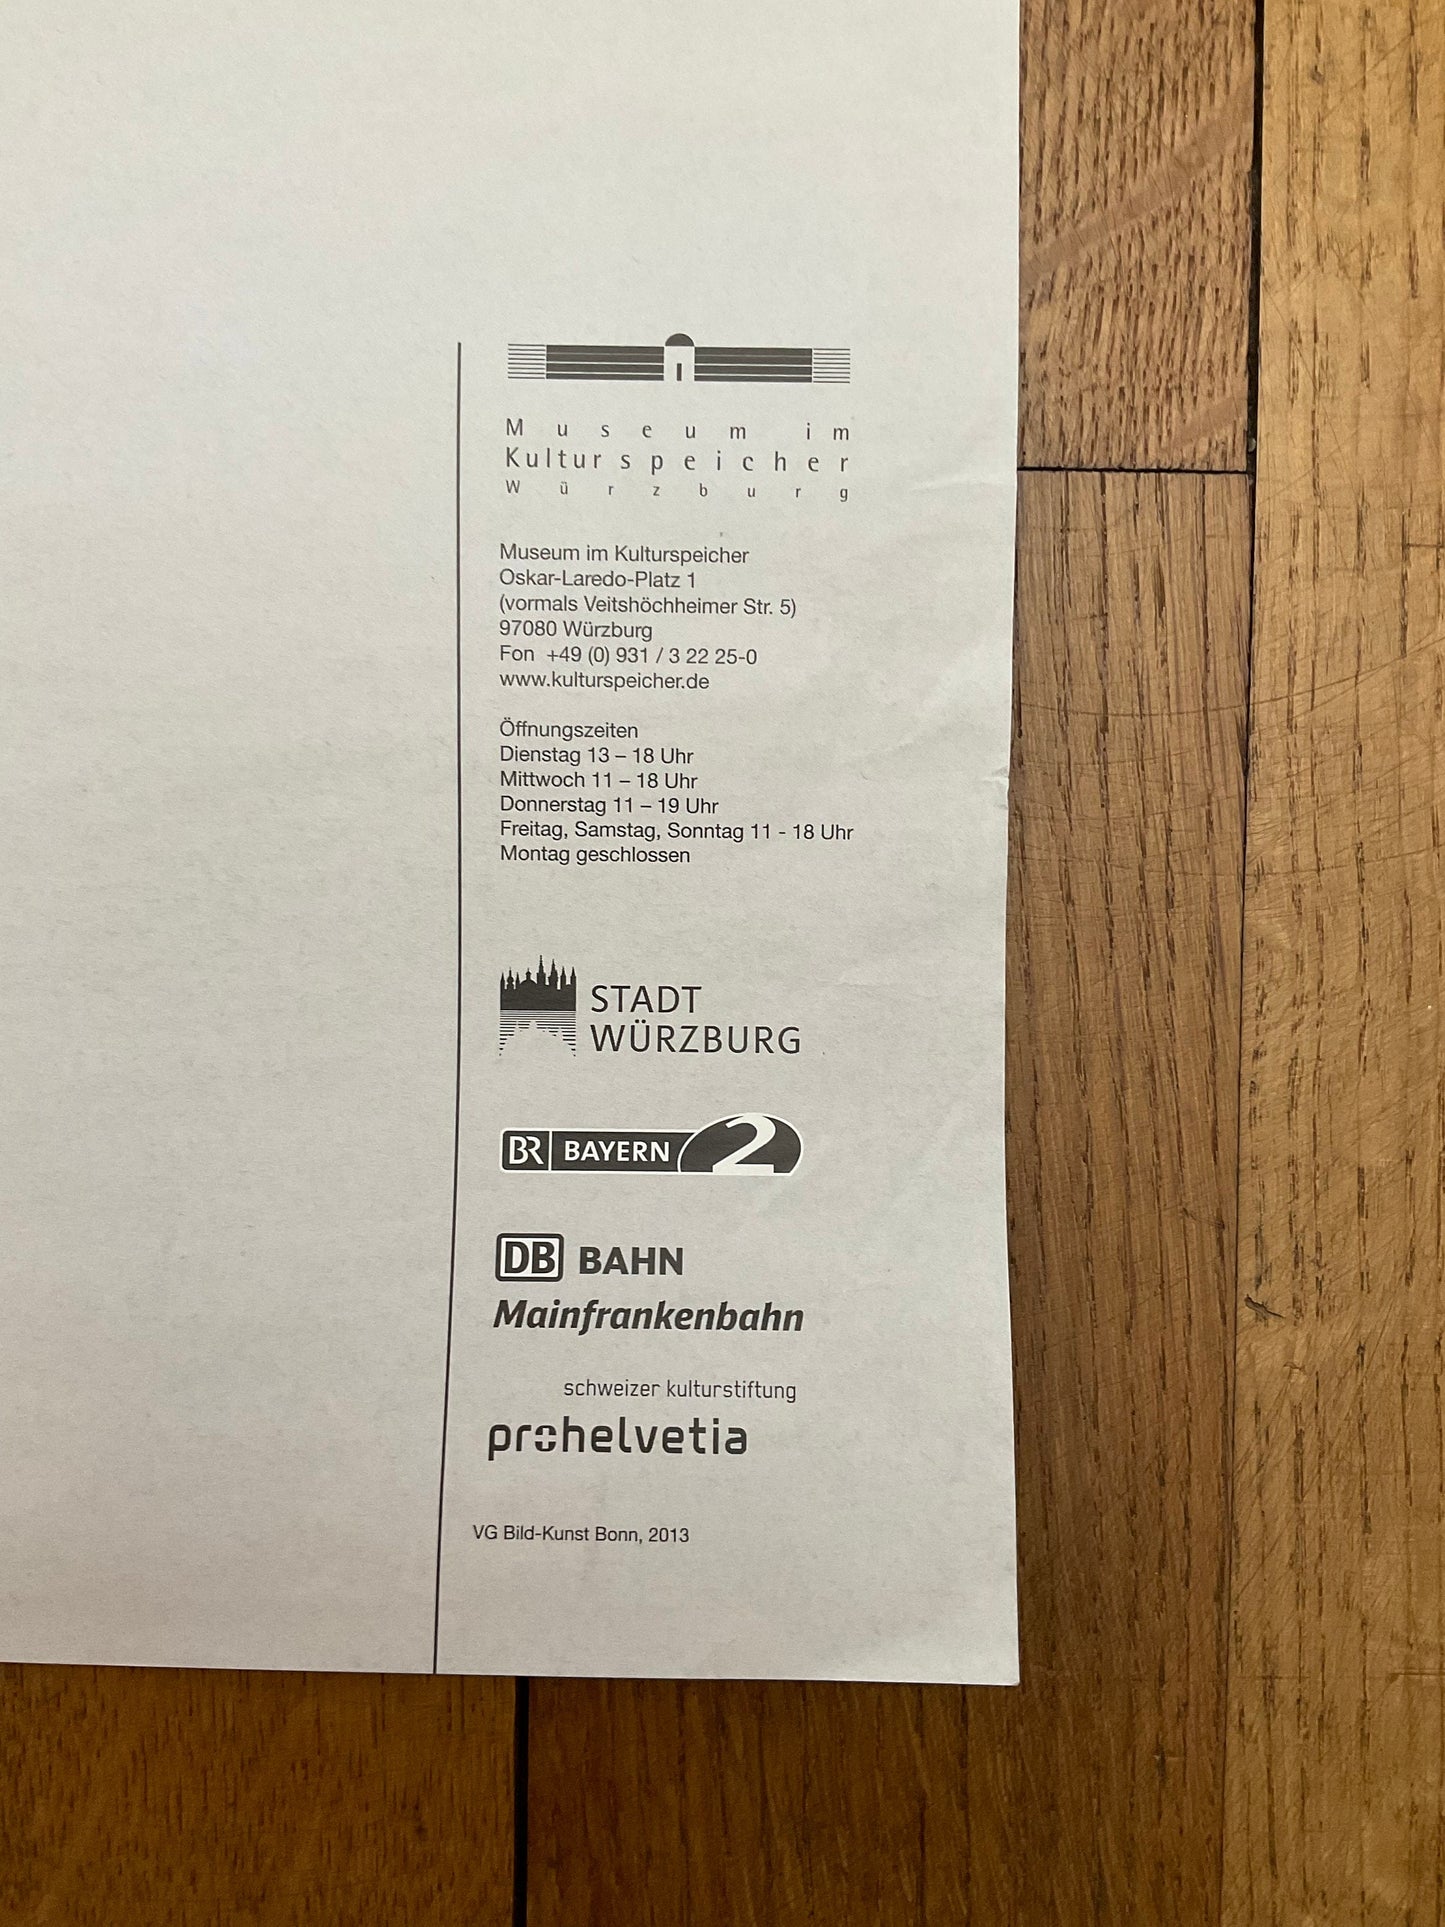 Museum im
Kulturspeicher
Würzburg
Museum im Kulturspeicher
Oskar-Laredo-Platz 1
(vormals Veitshöchheimer Str. 5)
97080 Würzburg
Fon +49 (0) 931 / 3 22 25-0
www.kulturspeicher.de
Öffnungszeiten
Dienstag 13 – 18 Uhr
Mittwoch 11 – 18 Uhr
Donnerstag 11 – 19 Uhr
Freitag, Samstag, Sonntag 11 - 18 Uhr
Montag geschlossen
STADT
WÜRZBURG
BR BAYERN 2
DB BAHN
Mainfrankenbahn
schweizer kulturstiftung
prohelvetia
VG Bild-Kunst Bonn, 2013